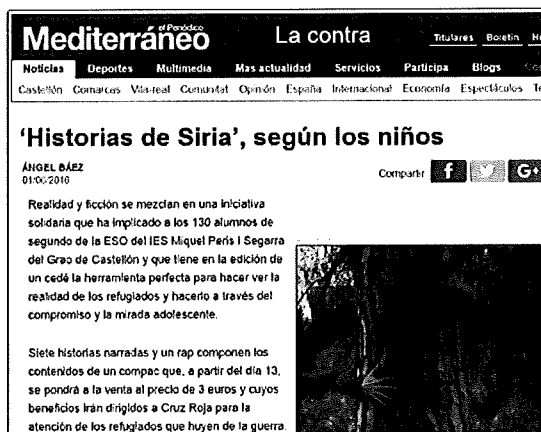 el Periódico
Mediterráneo
La contra
Titulares Boletín
Noticias Deportes Multimedia Mas actualidad Servicios Participa Blogs
Castellón Comarcas Vila-real Comunitat Opinión España Internacional Economía Espectáculos
'Historias de Siria', según los niños
ÁNGEL BÁEZ
01/06/2016
Compartir f G+
Realidad y ficción se mezclan en una iniciativa
solidaria que ha implicado a los 130 alumnos de
segundo de la ESO del IES Miquel Peris i Segarra
del Grao de Castellón y que tiene en la edición de
un cedé la herramienta perfecta para hacer ver la
realidad de los refugiados y hacerlo a través del
compromiso y la mirada adolescente.
Siete historias narradas y un rap componen los
contenidos de un compac que, a partir del día 13,
se pondrá a la venta al precio de 3 euros y cuyos
beneficios irán dirigidos a Cruz Roja para la
atención de los refugiados que huyen de la guerra.